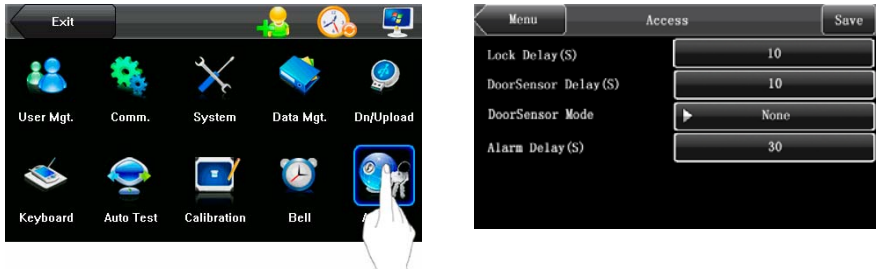 Exit
User Mgt. Comm. System Data Mgt. Dn/Upload
Keyboard Auto Test Calibration Bell
Menu Access Save
Lock Delay(S) 10
DoorSensor Delay(S) 10
DoorSensor Mode None
Alarm Delay(S) 30